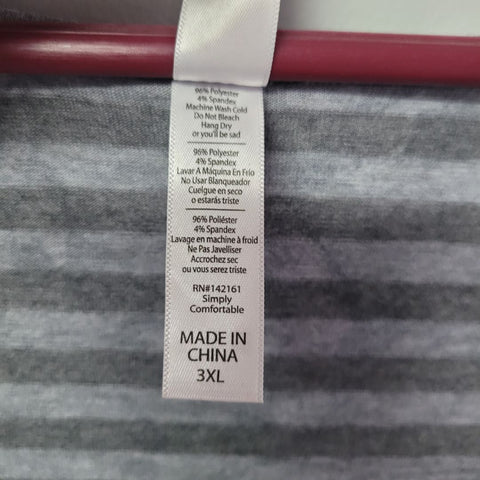 96% Polyester
4% Spandex
Machine Wash Cold
Do Not Bleach
Hang Dry
or you'll be sad
96% Polyester
4% Spandex
Lavar A Máquina En Frio
No Usar Blanqueador
Cuelgue en seco
o estarás triste
96% Poliéster
4% Spandex
Lavage en machine à froid
Ne Pas Javelliser
Accrochez sec
ou vous serez triste
RN#142161
Simply
Comfortable
MADE IN
CHINA
3XL